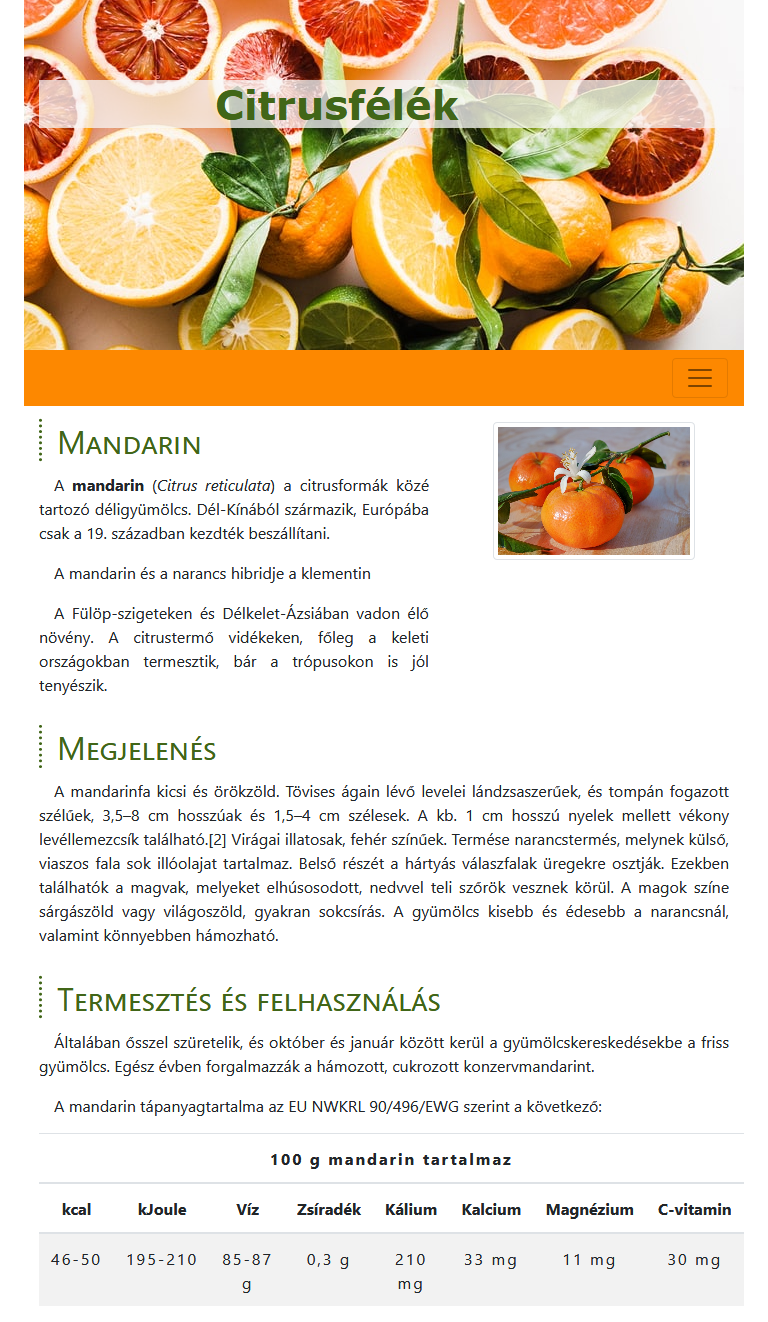 Citrusfélék
Mandarin
A mandarin (Citrus reticulata) a citrusformák közé
tartozó déligyümölcs. Dél-Kínából származik, Európába
csak a 19. században kezdték beszállítani.
A mandarin és a narancs hibridje a klementin
A Fülöp-szigeteken és Délkelet-Ázsiában vadon élő
növény. A citrustermő vidékeken, főleg a keleti
országokban termesztik, bár a trópusokon is jól
tenyészik.
Megjelenés
A mandarinfa kicsi és örökzöld. Tövises ágain lévő levelei lándzsaszerűek, és tompán fogazott
szélűek, 3,5–8 cm hosszúak és 1,5–4 cm szélesek. A kb. 1 cm hosszú nyelek mellett vékony
levéllemezcsík található.[2] Virágai illatosak, fehér színűek. Termése narancstermés, melynek külső,
viaszos fala sok illóolajat tartalmaz. Belső részét a hártyás válaszfalak üregekre osztják. Ezekben
találhatók a magvak, melyeket elhúsosodott, nedvvel teli szőrök vesznek körül. A magok színe
sárgászöld vagy világoszöld, gyakran sokcsírás. A gyümölcs kisebb és édesebb a narancsnál,
valamint könnyebben hámozható.
Termesztés és felhasználás
Általában ősszel szüretelik, és október és január között kerül a gyümölcskereskedésekbe a friss
gyümölcs. Egész évben forgalmazzák a hámozott, cukrozott konzervmandarint.
A mandarin tápanyagtartalma az EU NWKRL 90/496/EWG szerint a következő:
100 g mandarin tartalmaz
kcal kJoule Víz Zsíradék Kálium Kalcium Magnézium C-vitamin
46-50 195-210 85-87 0,3 g 210 33 mg 11 mg 30 mg
g mg